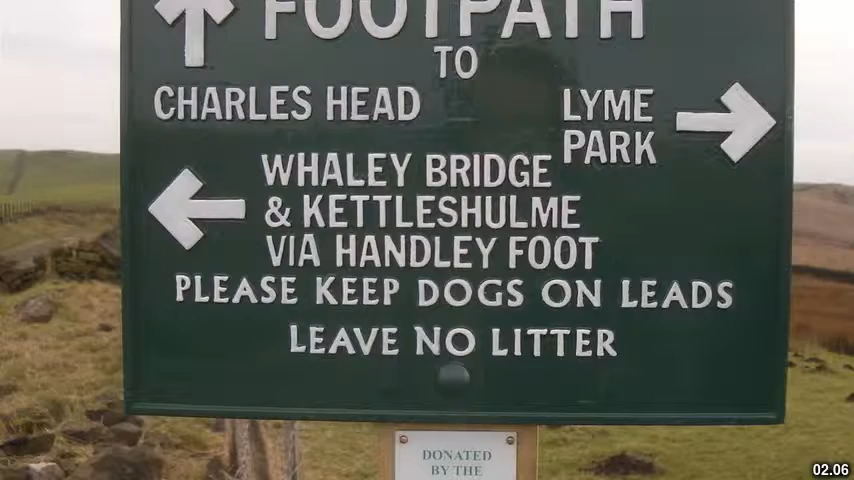 FOOTPATH
TO
CHARLES HEAD
LYME
PARK
WHALEY BRIDGE
& KETTLESHULME
VIA HANDLEY FOOT
PLEASE KEEP DOGS ON LEADS
LEAVE NO LITTER
DONATED
BY THE
02.06